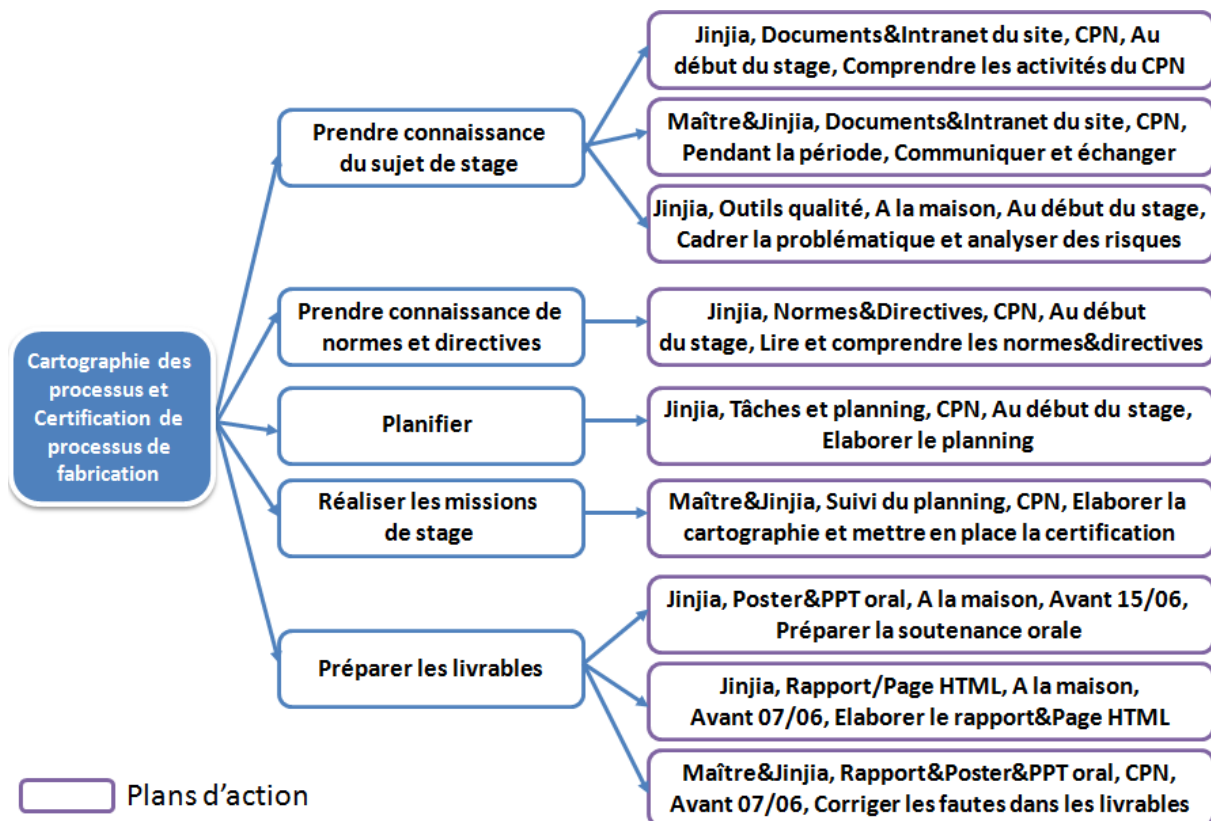 Cartographie des
processus et
Certification de
processus de
fabrication
Prendre connaissance
du sujet de stage
Jinjia, Documents&Intranet du site, CPN, Au
début du stage, Comprendre les activités du CPN
Maître&Jinjia, Documents&Intranet du site, CPN,
Pendant la période, Communiquer et échanger
Jinjia, Outils qualité, A la maison, Au début du stage,
Cadrer la problématique et analyser des risques
Prendre connaissance de
normes et directives
Jinjia, Normes&Directives, CPN, Au début
du stage, Lire et comprendre les normes&directives
Planifier
Jinjia, Tâches et planning, CPN, Au début du stage,
Elaborer le planning
Réaliser les missions
de stage
Maître&Jinjia, Suivi du planning, CPN, Elaborer la
cartographie et mettre en place la certification
Préparer les livrables
Jinjia, Poster&PPT oral, A la maison, Avant 15/06,
Préparer la soutenance orale
Jinjia, Rapport/Page HTML, A la maison,
Avant 07/06, Elaborer le rapport&Page HTML
Maître&Jinjia, Rapport&Poster&PPT oral, CPN,
Avant 07/06, Corriger les fautes dans les livrables
Plans d'action